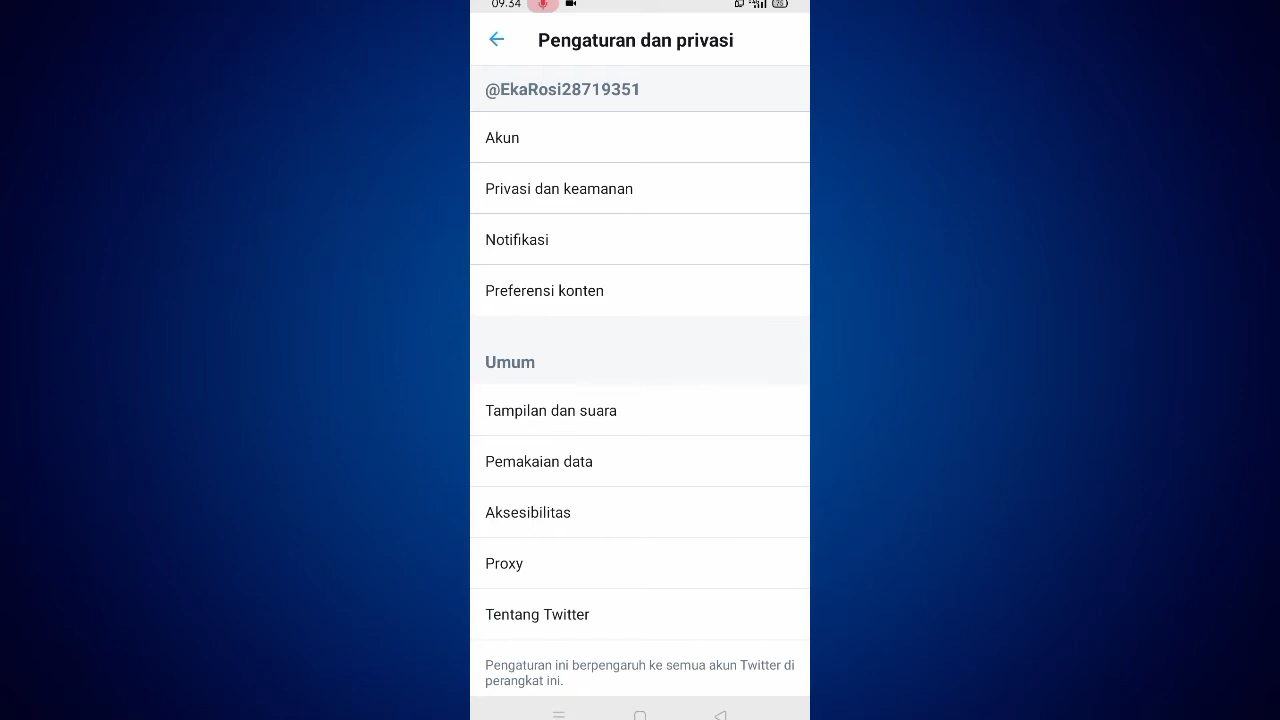 09.34
Pengaturan dan privasi
@EkaRosi28719351
Akun
Privasi dan keamanan
Notifikasi
Preferensi konten
Umum
Tampilan dan suara
Pemakaian data
Aksesibilitas
Proxy
Tentang Twitter
Pengaturan ini berpengaruh ke semua akun Twitter di
perangkat ini.